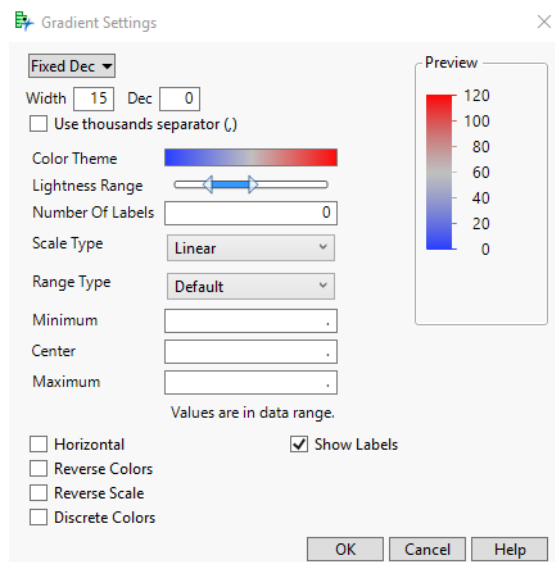 Gradient Settings
Fixed Dec
Preview
Width 15 Dec 0
Use thousands separator (,)
Color Theme
Lightness Range
Number Of Labels 0
Scale Type Linear
Range Type Default
Minimum .
Center .
Maximum .
Values are in data range.
120
100
80
60
40
20
0
Horizontal
Show Labels
Reverse Colors
Reverse Scale
Discrete Colors
OK Cancel Help